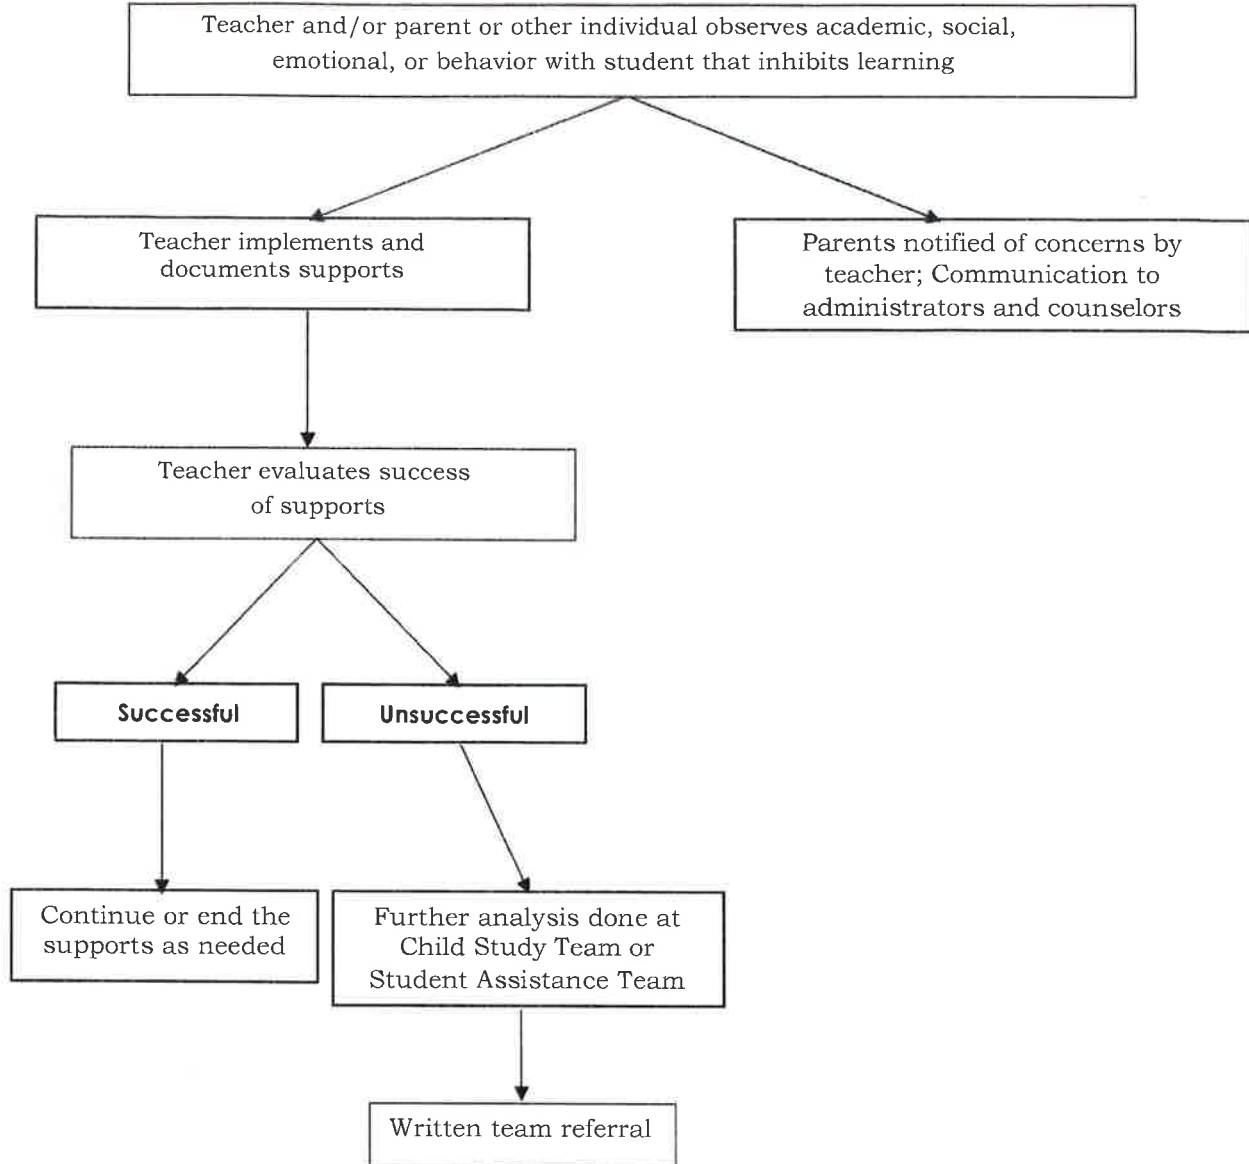 Teacher and/or parent or other individual observes academic, social,
emotional, or behavior with student that inhibits learning
Teacher implements and
documents supports
Parents notified of concerns by
teacher; Communication to
administrators and counselors
Teacher evaluates success
of supports
Successful
Unsuccessful
Continue or end the
supports as needed
Further analysis done at
Child Study Team or
Student Assistance Team
Written team referral